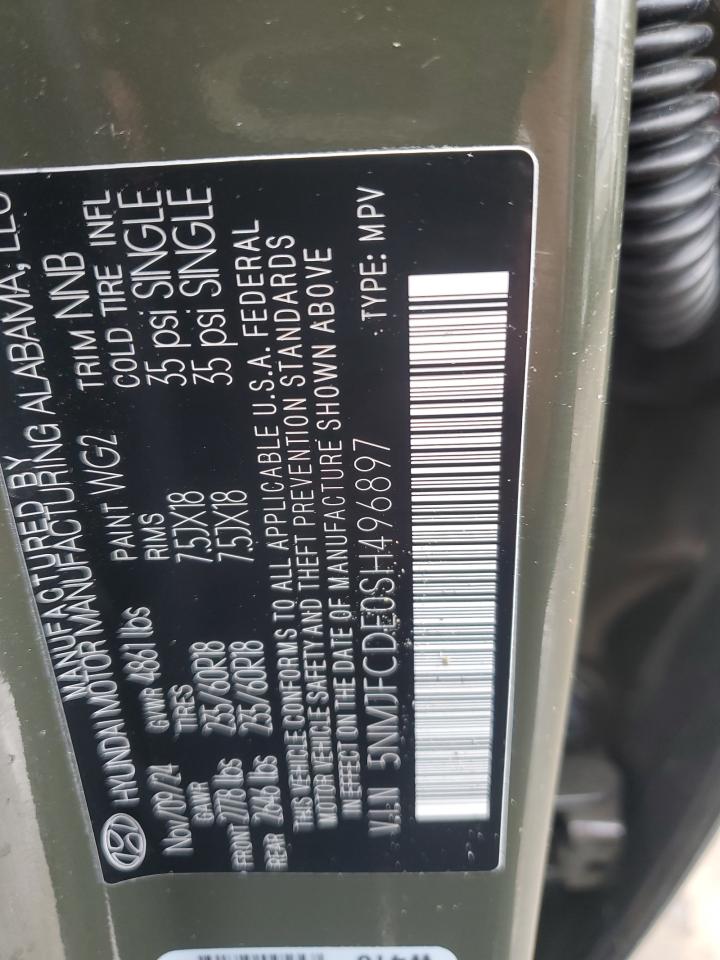 MANUFACTURED BY
HYUNDAI MOTOR MANUFACTURING ALABAMA, LLC
Nov/09/24 GVWR 4861 lbs PAINT WG2 TRIM NNB
GAWR TIRES RIMS COLD TIRE INFL
FRONT 2778 lbs 235/60R18 7.5JX18 35 psi SINGLE
REAR 2646 lbs 235/60R18 7.5JX18 35 psi SINGLE
THIS VEHICLE CONFORMS TO ALL APPLICABLE U.S.A. FEDERAL
MOTOR VEHICLE SAFETY AND THEFT PREVENTION STANDARDS
IN EFFECT ON DATE OF MANUFACTURE SHOWN ABOVE
V.I.N 5NMJFCDE0SH496897 TYPE: MPV